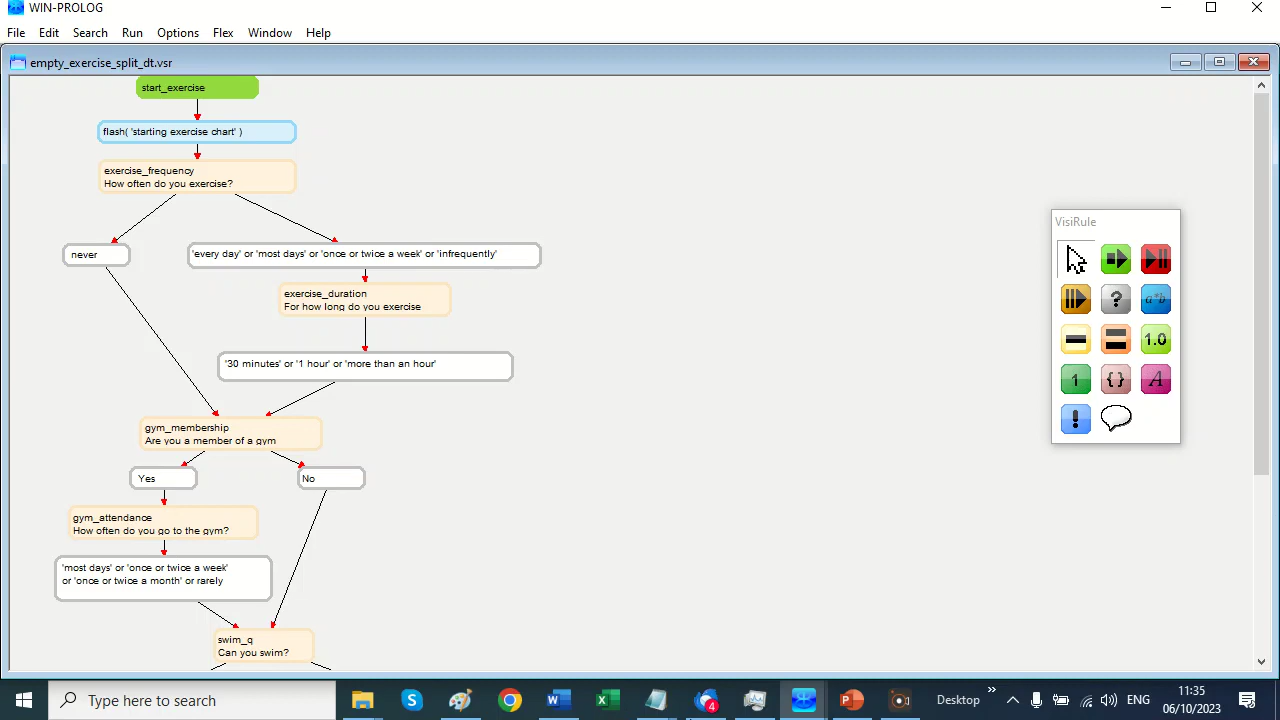 WIN-PROLOG
File Edit Search Run Options Flex Window Help
empty_exercise_split_dt.vsr
start_exercise
flash( 'starting exercise chart' )
exercise_frequency
How often do you exercise?
never
'every day' or 'most days' or 'once or twice a week' or 'infrequently'
exercise_duration
For how long do you exercise
'30 minutes' or '1 hour' or 'more than an hour'
gym_membership
Are you a member of a gym
Yes
No
gym_attendance
How often do you go to the gym?
'most days' or 'once or twice a week'
or 'once or twice a month' or rarely
swim_q
Can you swim?
VisiRule
?
a*b
1.0
1
{}
A
!
Type here to search
4
Desktop
»
ENG
11:35
06/10/2023